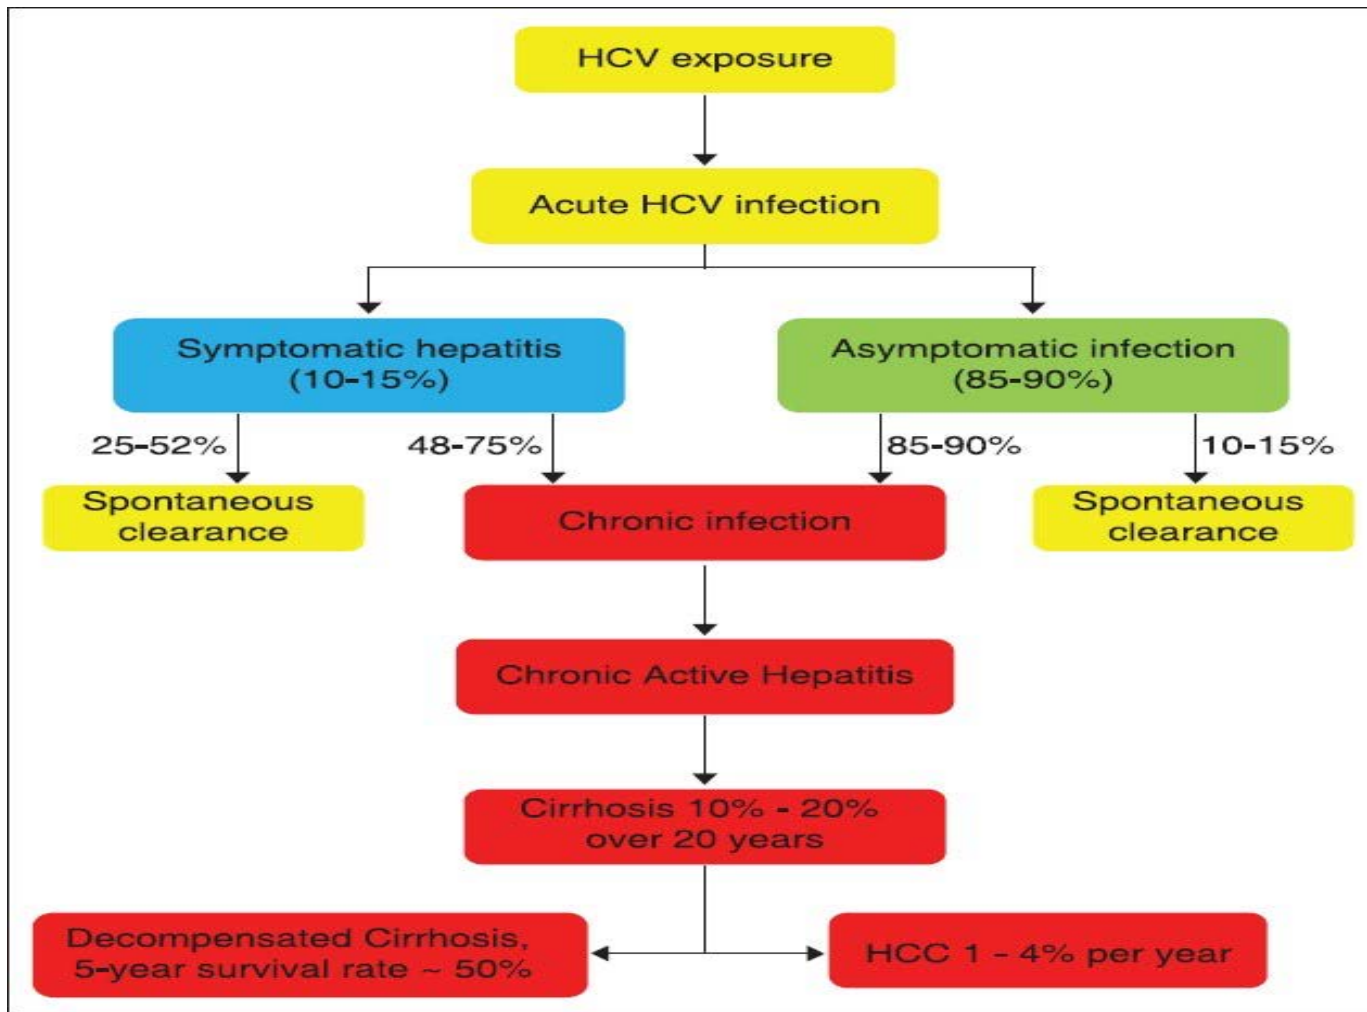 HCV exposure
Acute HCV infection
Symptomatic hepatitis
(10-15%)
Asymptomatic infection
(85-90%)
25-52%
48-75%
85-90%
10-15%
Spontaneous
clearance
Chronic infection
Spontaneous
clearance
Chronic Active Hepatitis
Cirrhosis 10% - 20%
over 20 years
Decompensated Cirrhosis,
5-year survival rate ~ 50%
HCC 1 - 4% per year